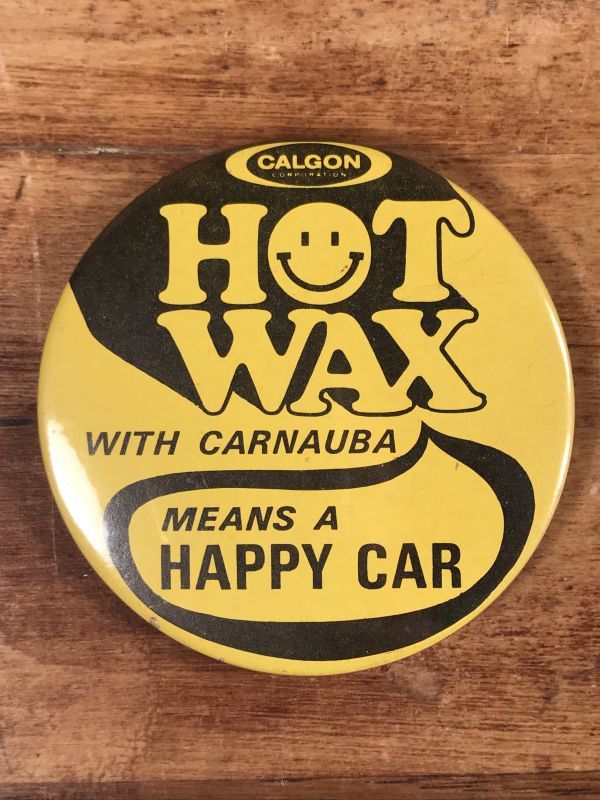 CALGON
CORPORATION
HOT
WAX
WITH CARNAUBA
MEANS A
HAPPY CAR